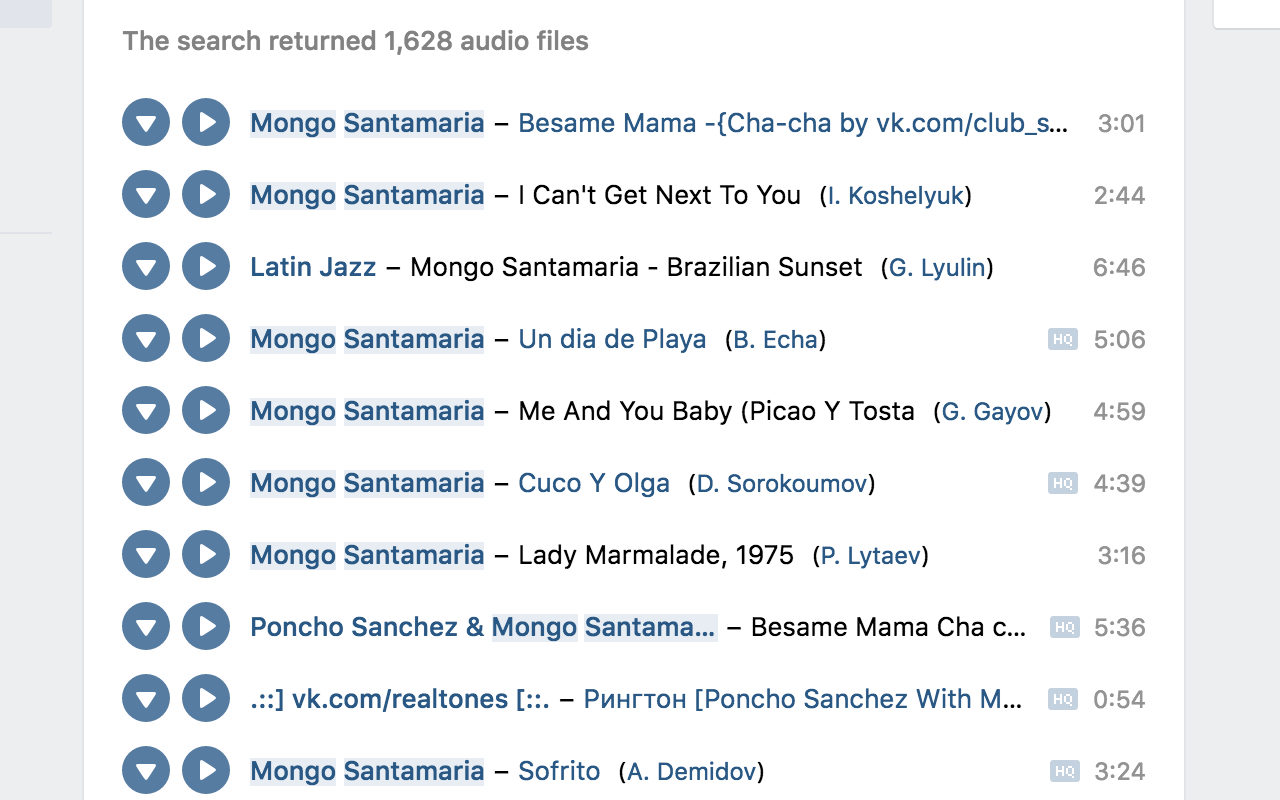 The search returned 1,628 audio files
Mongo Santamaria – Besame Mama -{Cha-cha by vk.com/club_s... 3:01
Mongo Santamaria – I Can't Get Next To You (I. Koshelyuk) 2:44
Latin Jazz – Mongo Santamaria - Brazilian Sunset (G. Lyulin) 6:46
Mongo Santamaria – Un dia de Playa (B. Echa) HQ 5:06
Mongo Santamaria – Me And You Baby (Picao Y Tosta (G. Gayov) 4:59
Mongo Santamaria – Cuco Y Olga (D. Sorokoumov) HQ 4:39
Mongo Santamaria – Lady Marmalade, 1975 (P. Lytaev) 3:16
Poncho Sanchez & Mongo Santama... – Besame Mama Cha c... HQ 5:36
.::] vk.com/realtones [::. – Рингтон [Poncho Sanchez With M... HQ 0:54
Mongo Santamaria – Sofrito (A. Demidov) HQ 3:24